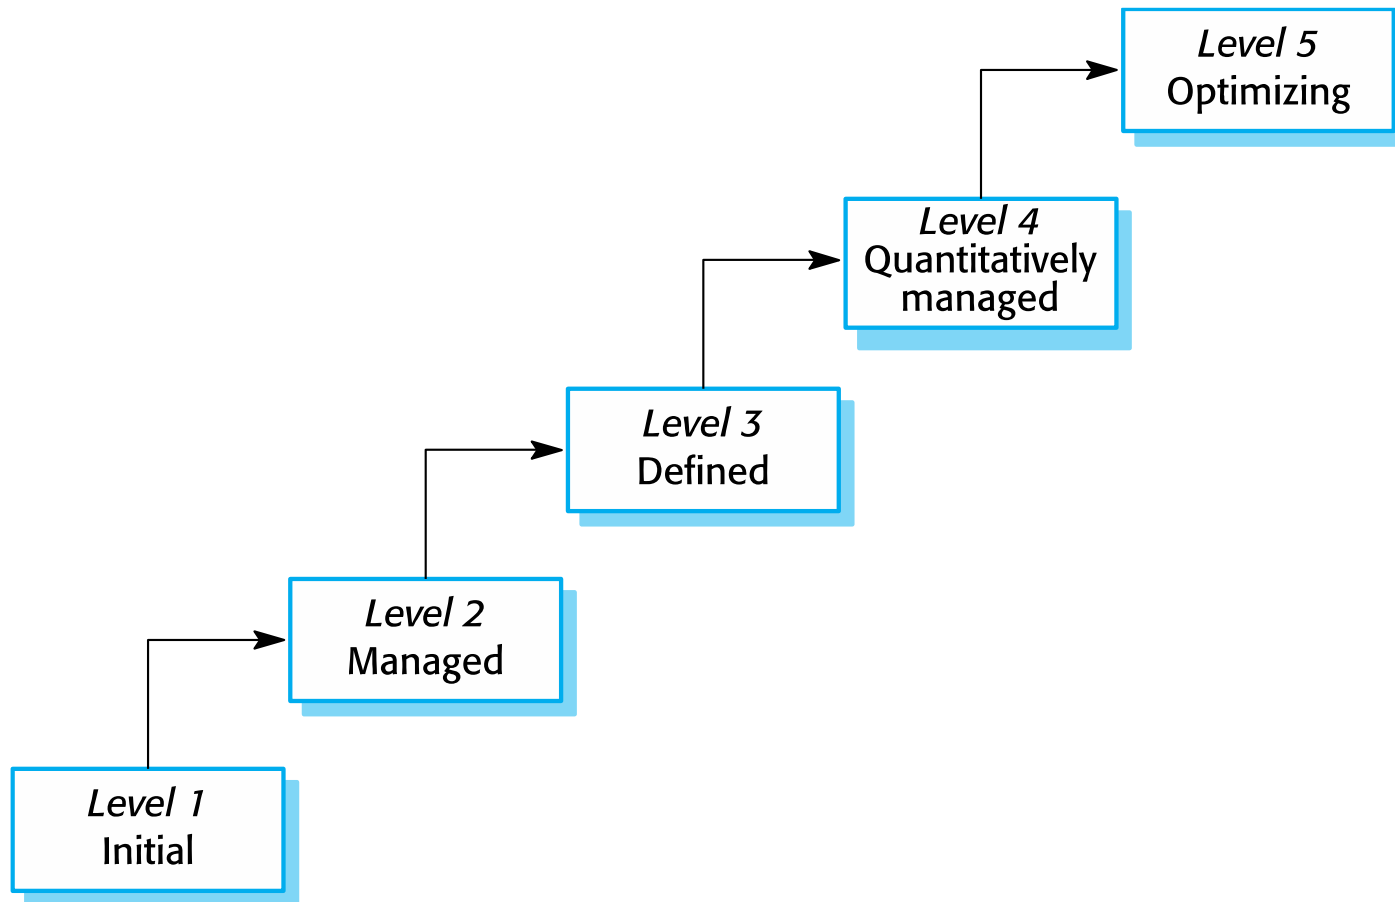 Level 5
Optimizing
Level 4
Quantitatively
managed
Level 3
Defined
Level 2
Managed
Level 1
Initial